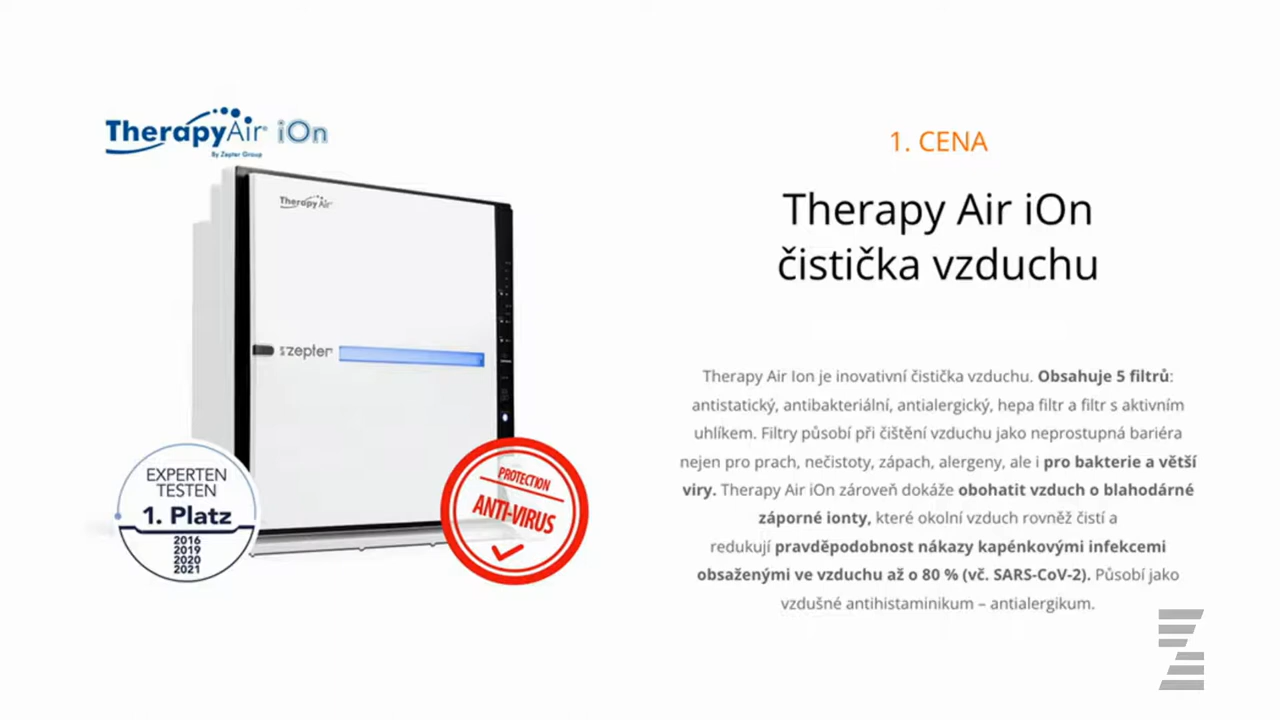 TherapyAir® iOn
By Zepter Group
TherapyAir
zepter
EXPERTEN
TESTEN
1. Platz
2016
2019
2020
2021
PROTECTION
ANTI-VIRUS
1. CENA
Therapy Air iOn
čistička vzduchu
Therapy Air Ion je inovativní čistička vzduchu. Obsahuje 5 filtrů:
antistatický, antibakteriální, antialergický, hepa filtr a filtr s aktivním
uhlíkem. Filtry působí při čištění vzduchu jako neprostupná bariéra
nejen pro prach, nečistoty, zápach, alergeny, ale i pro bakterie a větší
viry. Therapy Air iOn zároveň dokáže obohatit vzduch o blahodárné
záporné ionty, které okolní vzduch rovněž čistí a
redukují pravděpodobnost nákazy kapénkovými infekcemi
obsaženými ve vzduchu až o 80 % (vč. SARS-CoV-2). Působí jako
vzdušné antihistaminikum – antialergikum.